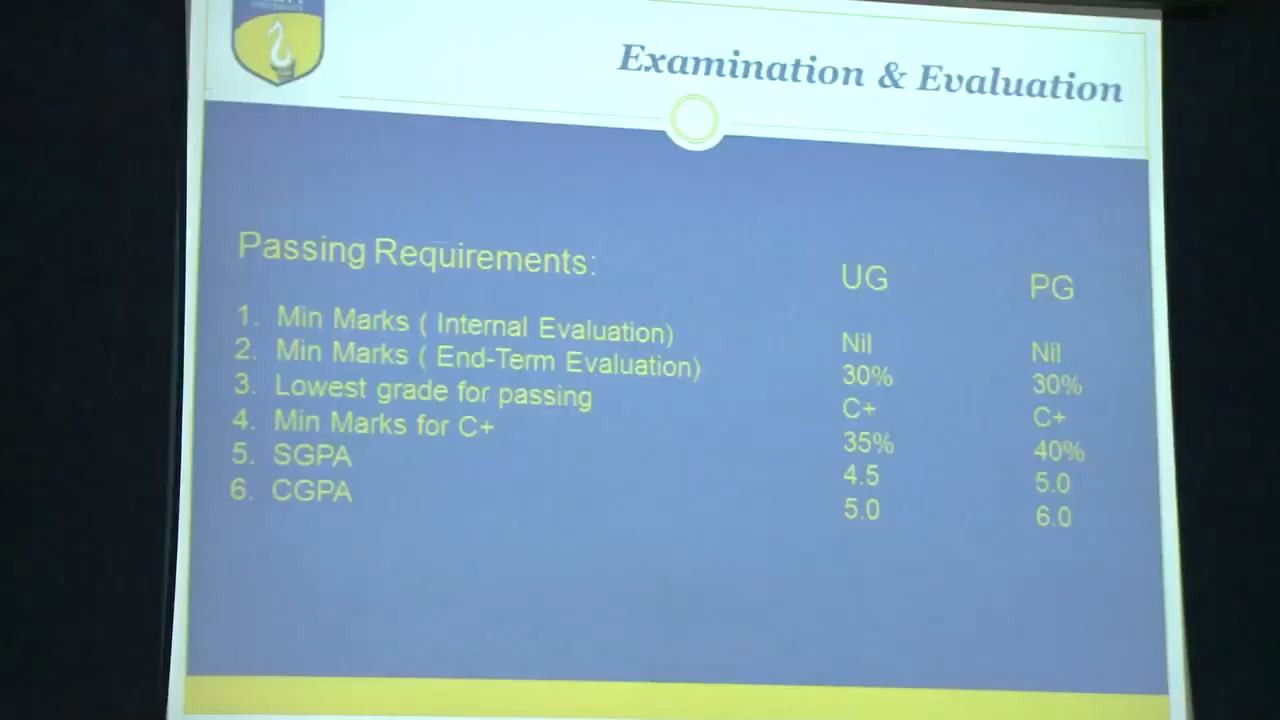 Examination & Evaluation
Passing Requirements: UG PG
1. Min Marks ( Internal Evaluation) Nil Nil
2. Min Marks ( End-Term Evaluation) 30% 30%
3. Lowest grade for passing C+ C+
4. Min Marks for C+ 35% 40%
5. SGPA 4.5 5.0
6. CGPA 5.0 6.0